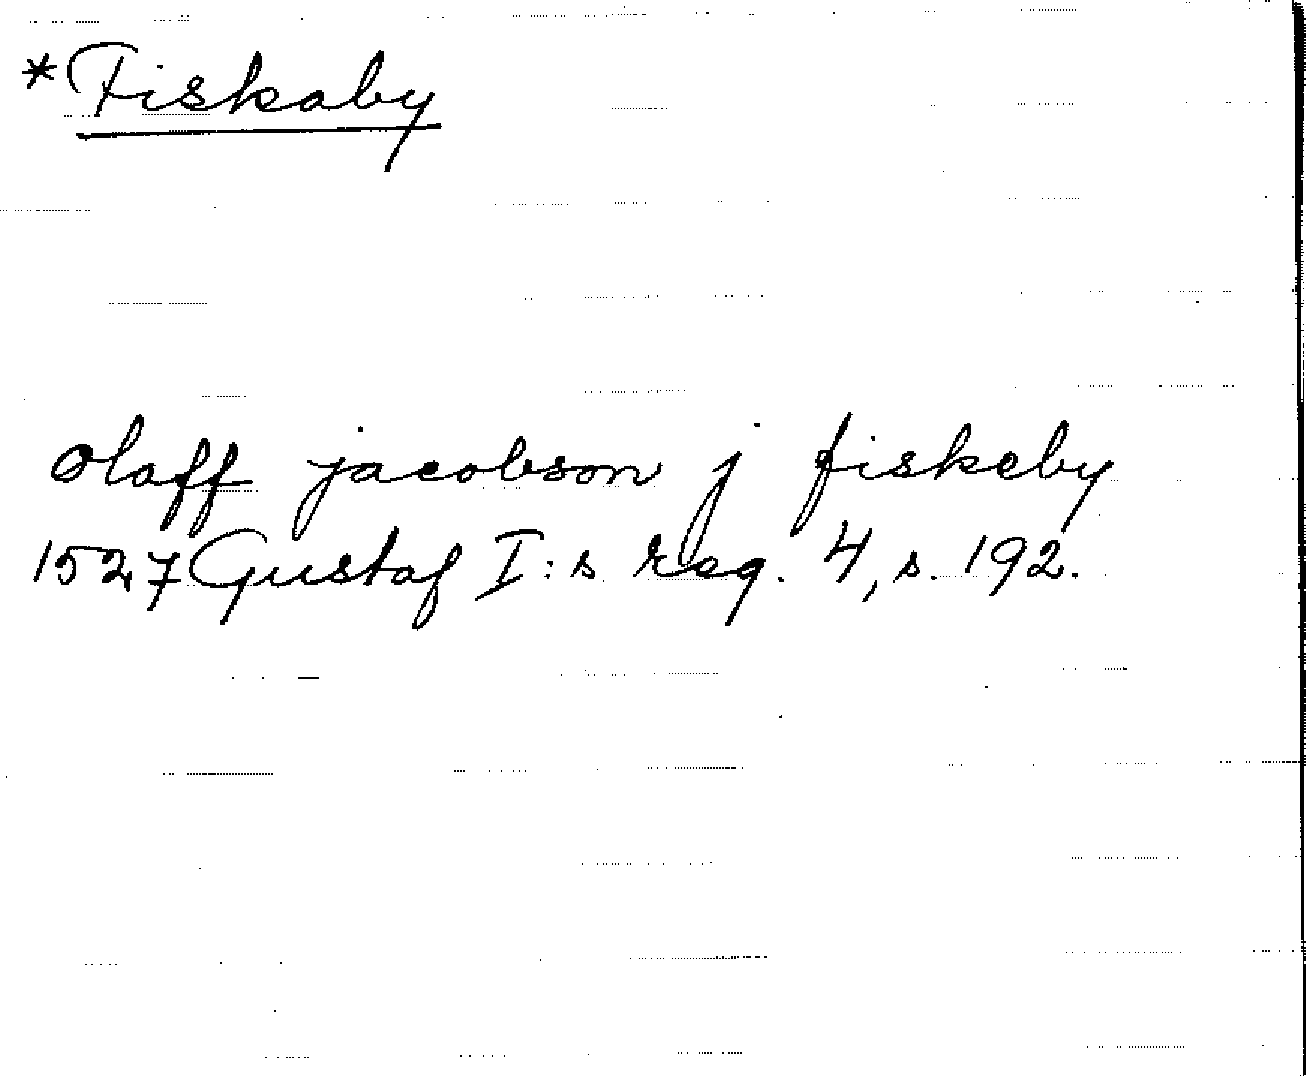 *Fiskaby
Olaff jacobson j fiskeby
1527 Gustaf I:s reg. 4, s. 192.